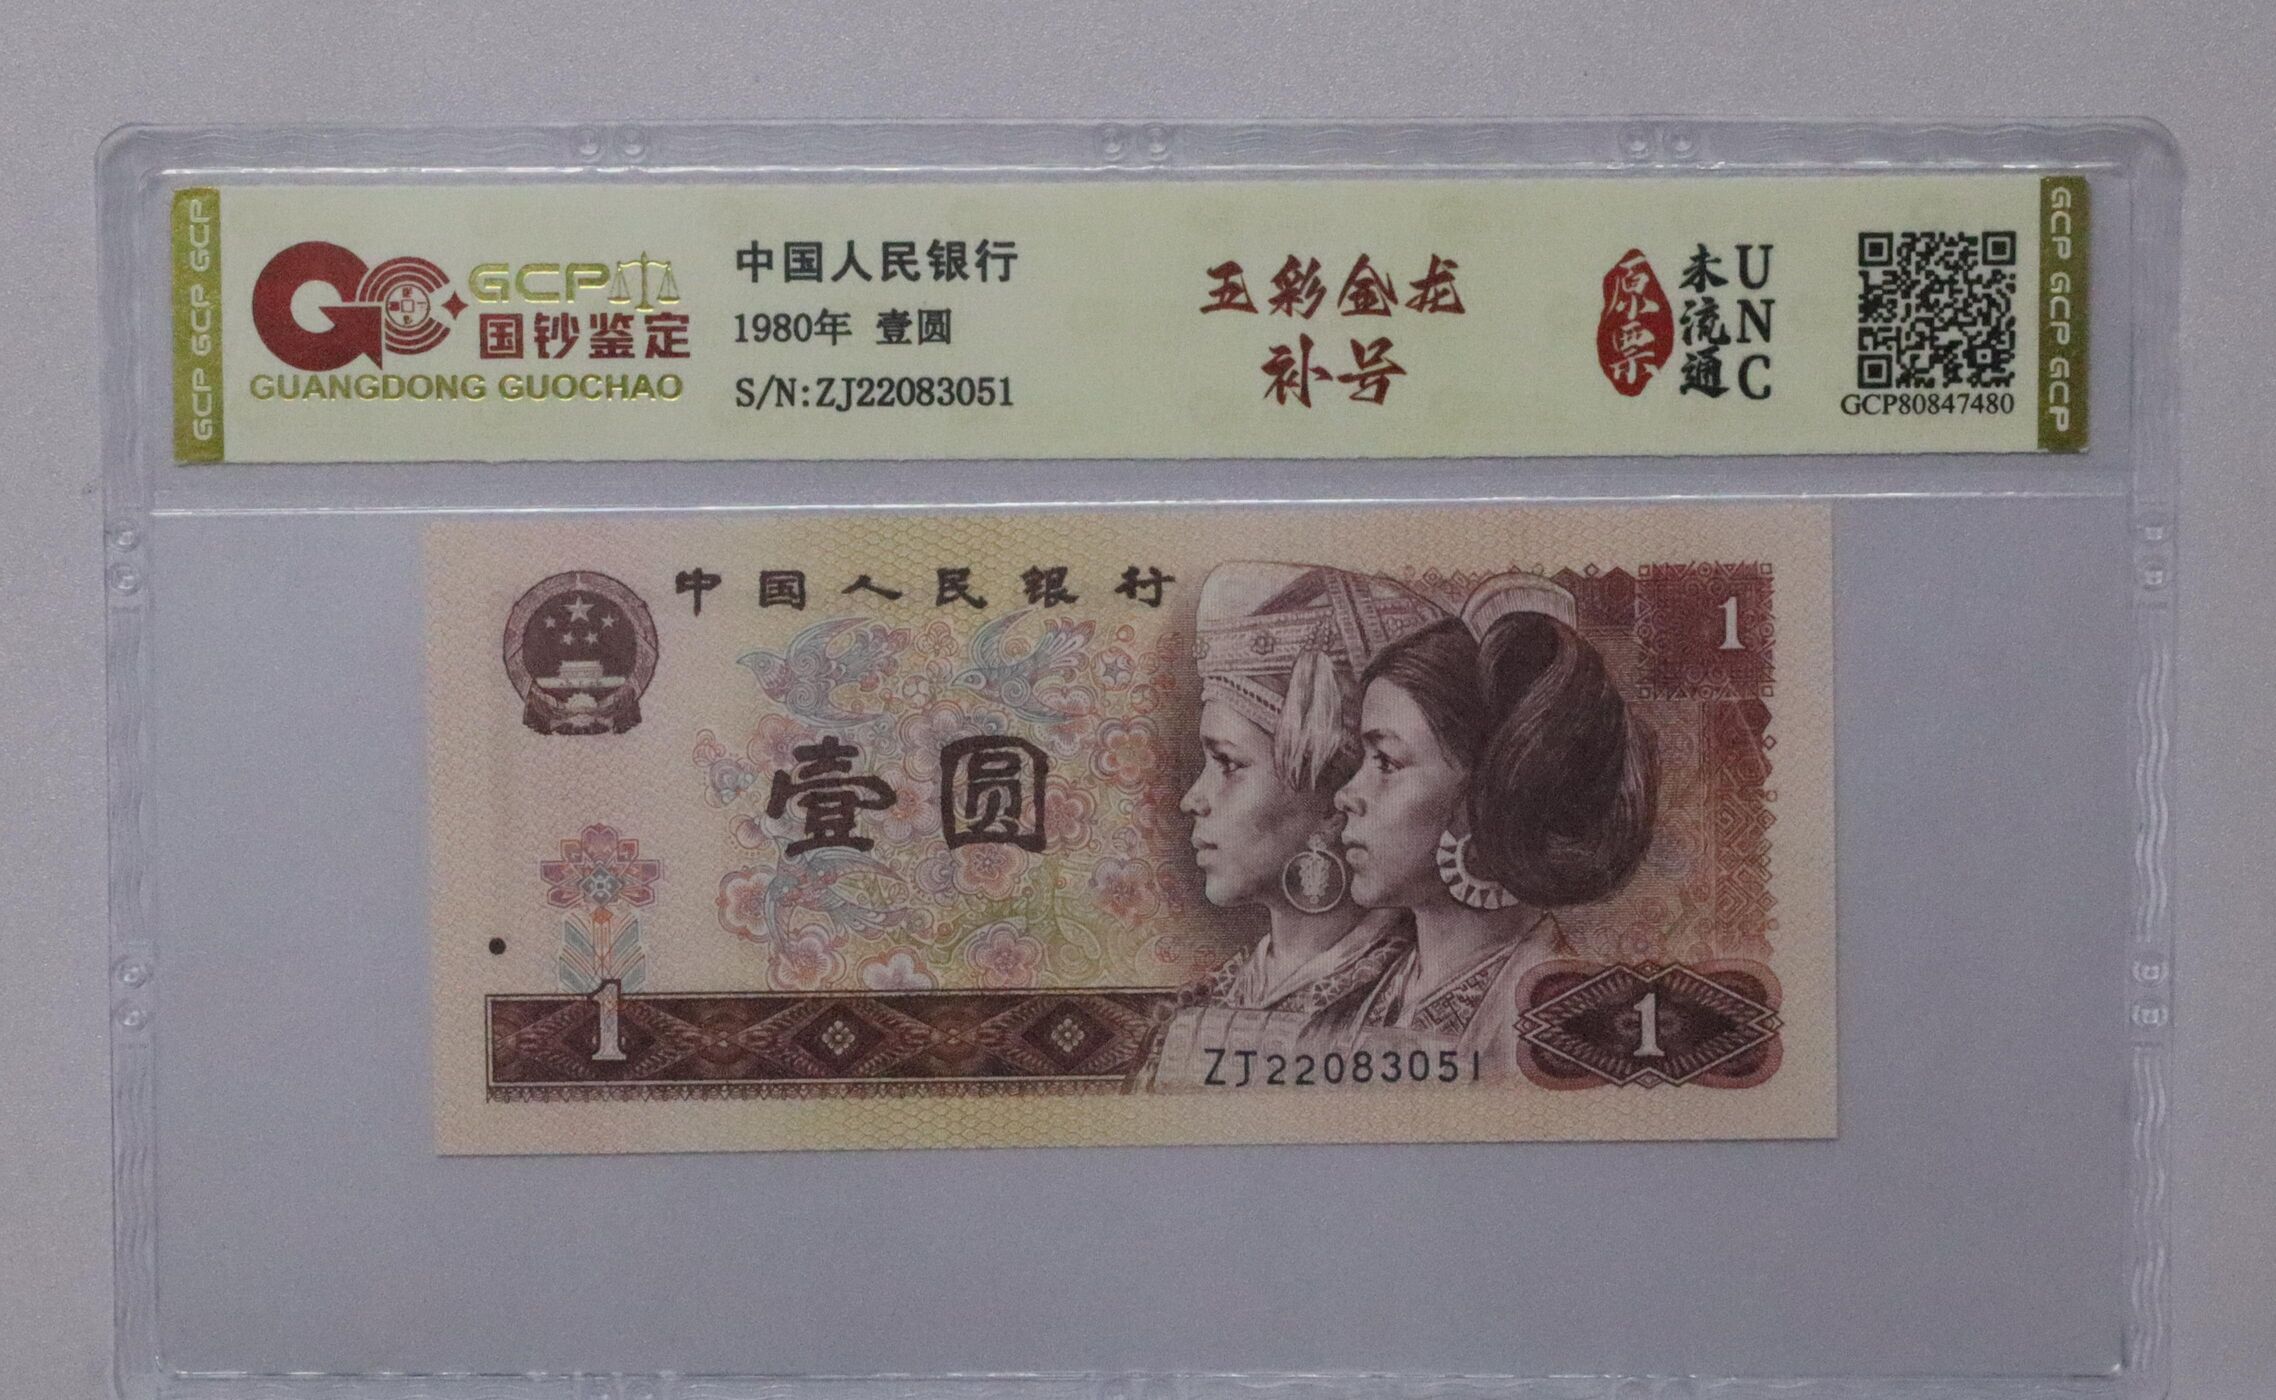 GCP GCP GCP
GCP
国钞鉴定
GUANGDONG GUOCHAO
中国人民银行
1980年 壹圆
S/N:ZJ22083051
五彩金龙
补号
原票
未流通
UNC
GCP80847480
GCP GCP GCP
中国人民银行
1
壹圆
1
1
ZJ22083051